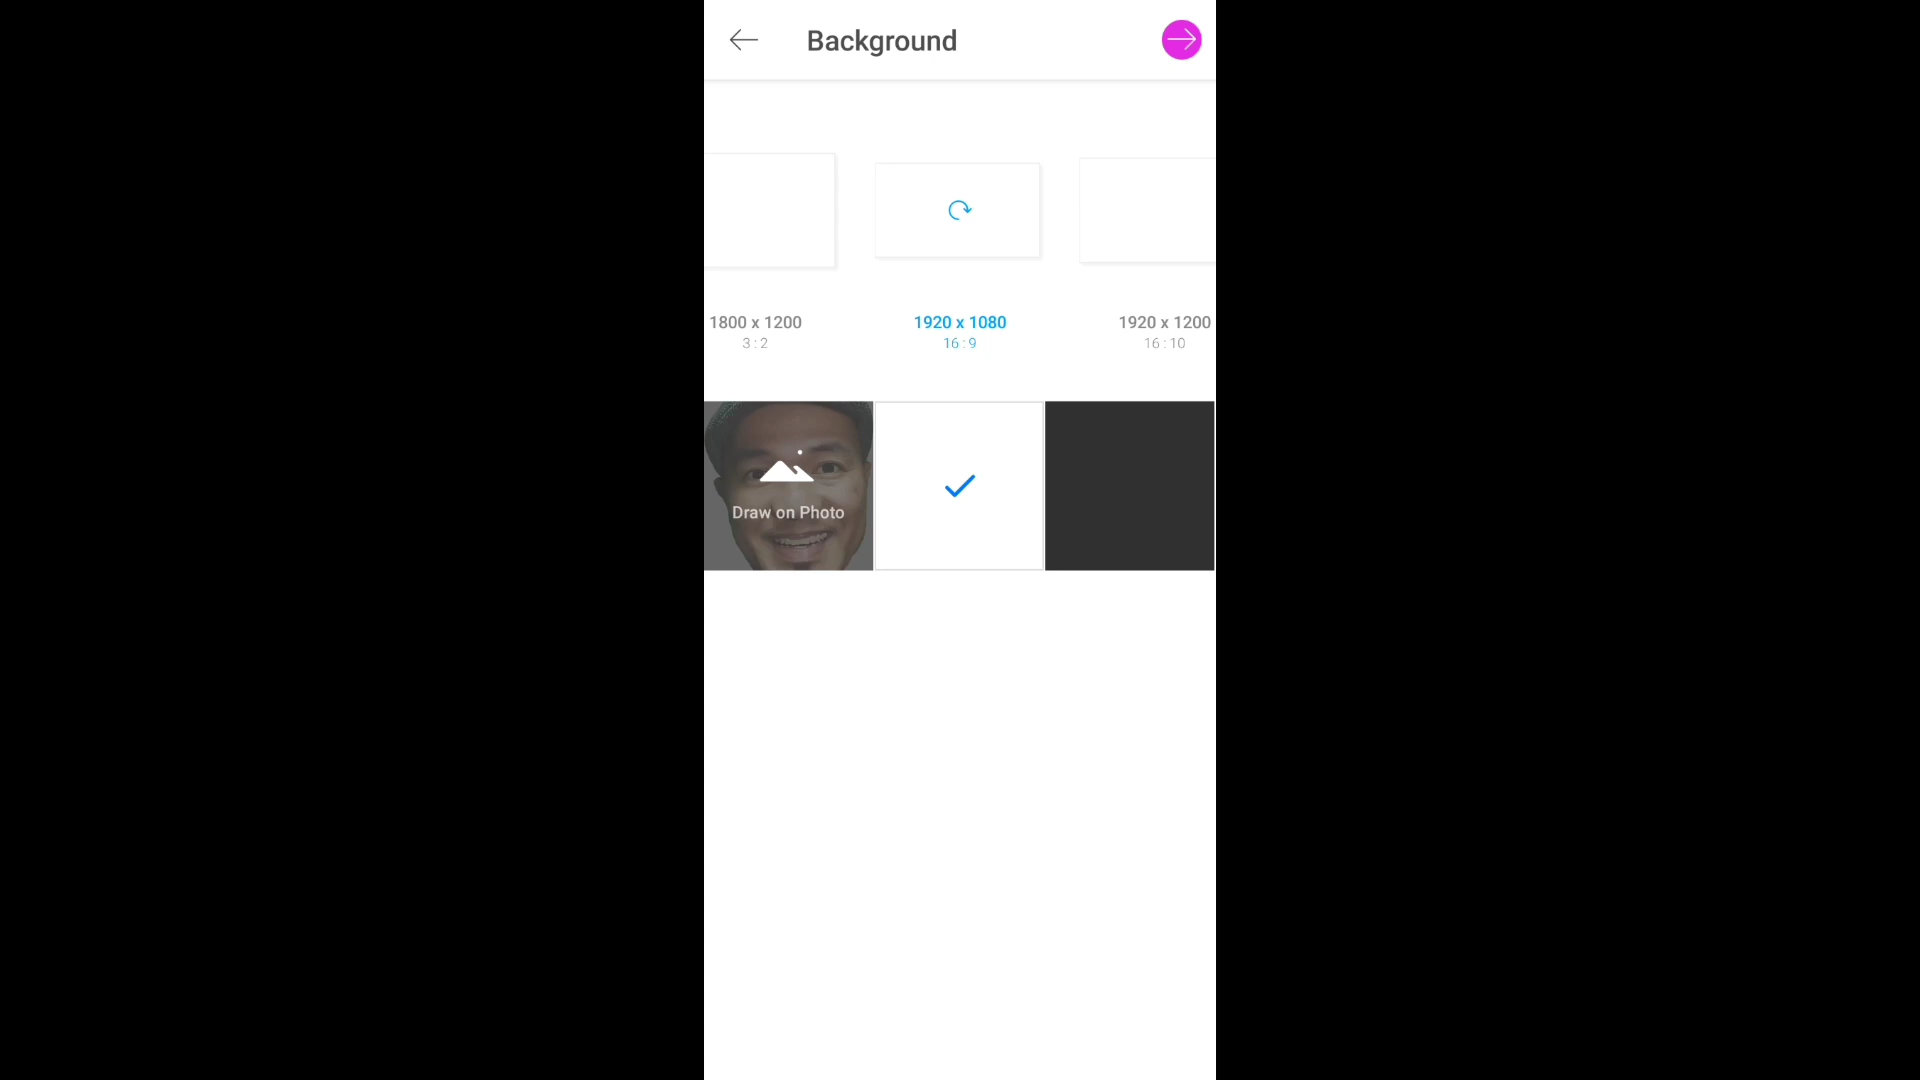 Background
1800 x 1200
3 : 2
1920 x 1080
16 : 9
1920 x 1200
16 : 10
Draw on Photo